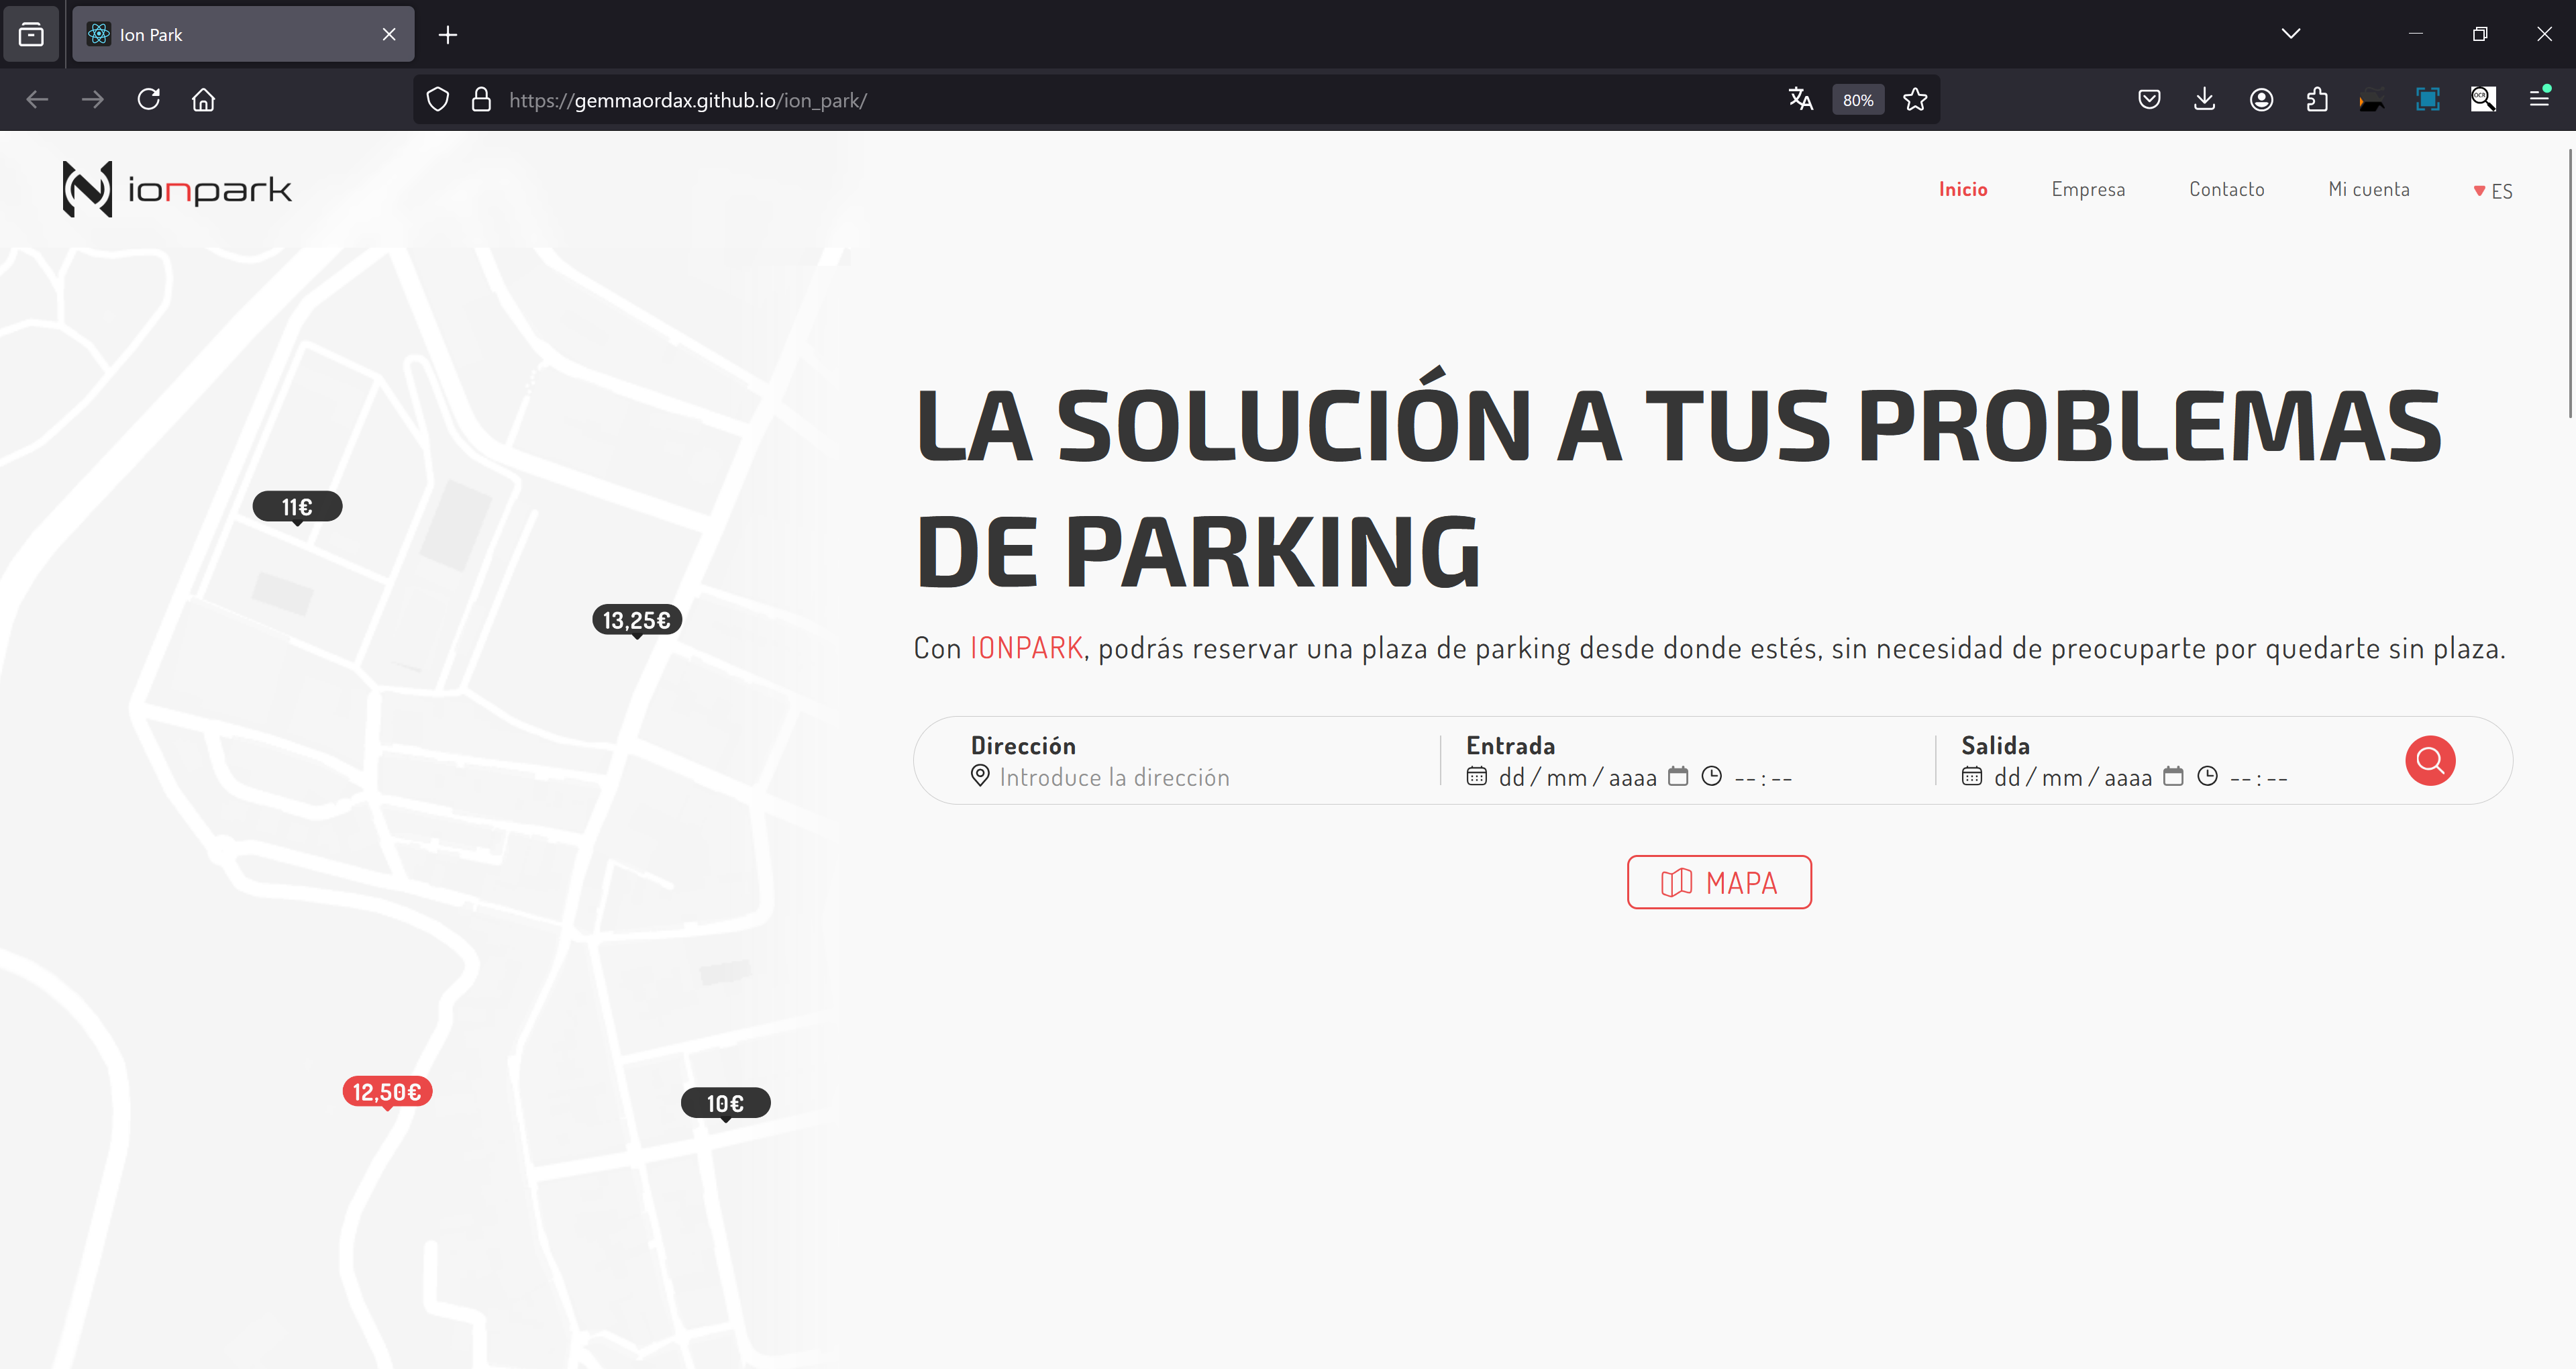 Ion Park
https://gemmaordax.github.io/ion_park/
80%
OCR
ionpark
Inicio Empresa Contacto Mi cuenta ES
LA SOLUCIÓN A TUS PROBLEMAS
DE PARKING
Con IONPARK, podrás reservar una plaza de parking desde donde estés, sin necesidad de preocuparte por quedarte sin plaza.
Dirección
Introduce la dirección
Entrada
dd / mm / aaaa -- : --
Salida
dd / mm / aaaa -- : --
MAPA
11€
13,25€
12,50€
10€